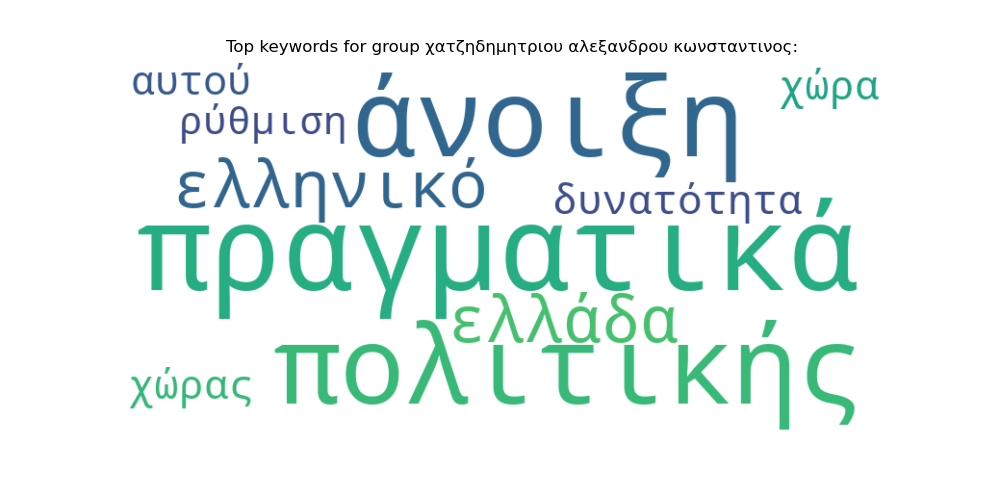 Top keywords for group χατζηδημητριου αλεξανδρου κωνσταντινος:
αυτού
χώρα
ρύθμιση
άνοιξη
ελληνικό
δυνατότητα
πραγματικά
ελλάδα
πολιτικής
χώρας